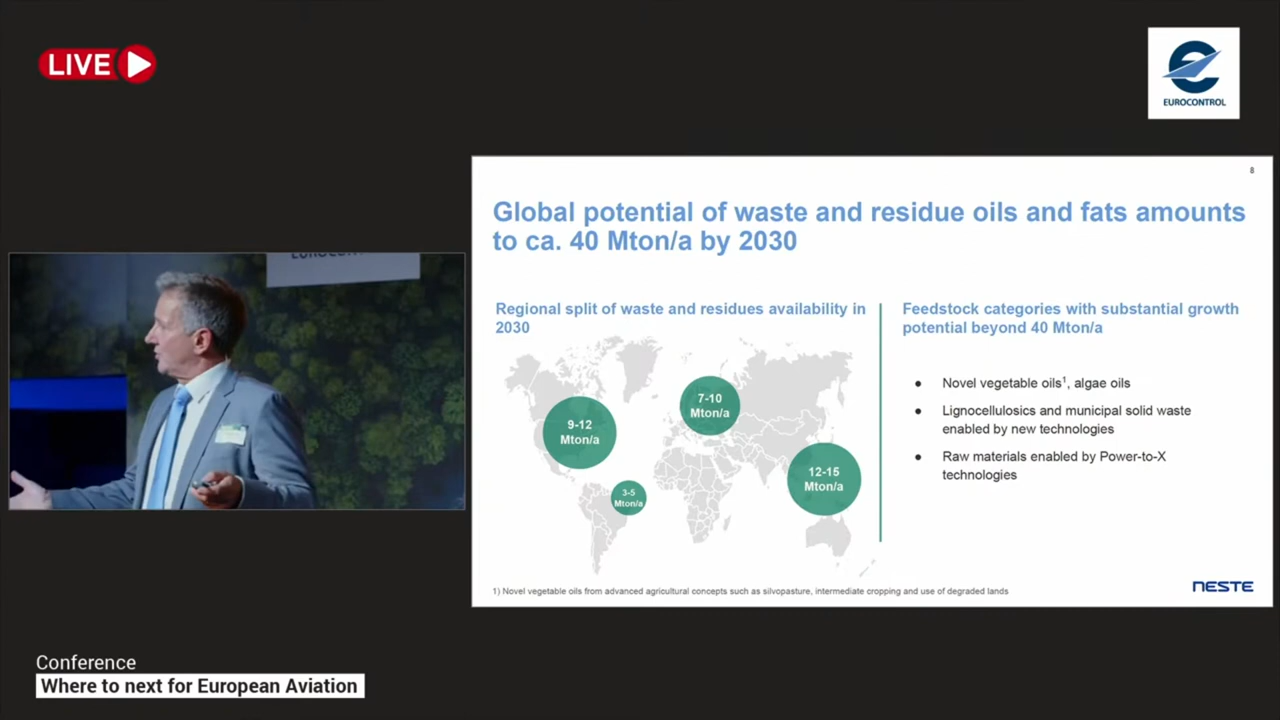 LIVE
EUROCONTROL
8
Global potential of waste and residue oils and fats amounts
to ca. 40 Mton/a by 2030
Regional split of waste and residues availability in
2030
9-12
Mton/a
7-10
Mton/a
3-5
Mton/a
12-15
Mton/a
Feedstock categories with substantial growth
potential beyond 40 Mton/a
● Novel vegetable oils¹, algae oils
● Lignocellulosics and municipal solid waste
enabled by new technologies
● Raw materials enabled by Power-to-X
technologies
1) Novel vegetable oils from advanced agricultural concepts such as silvopasture, intermediate cropping and use of degraded lands
NESTE
Conference
Where to next for European Aviation